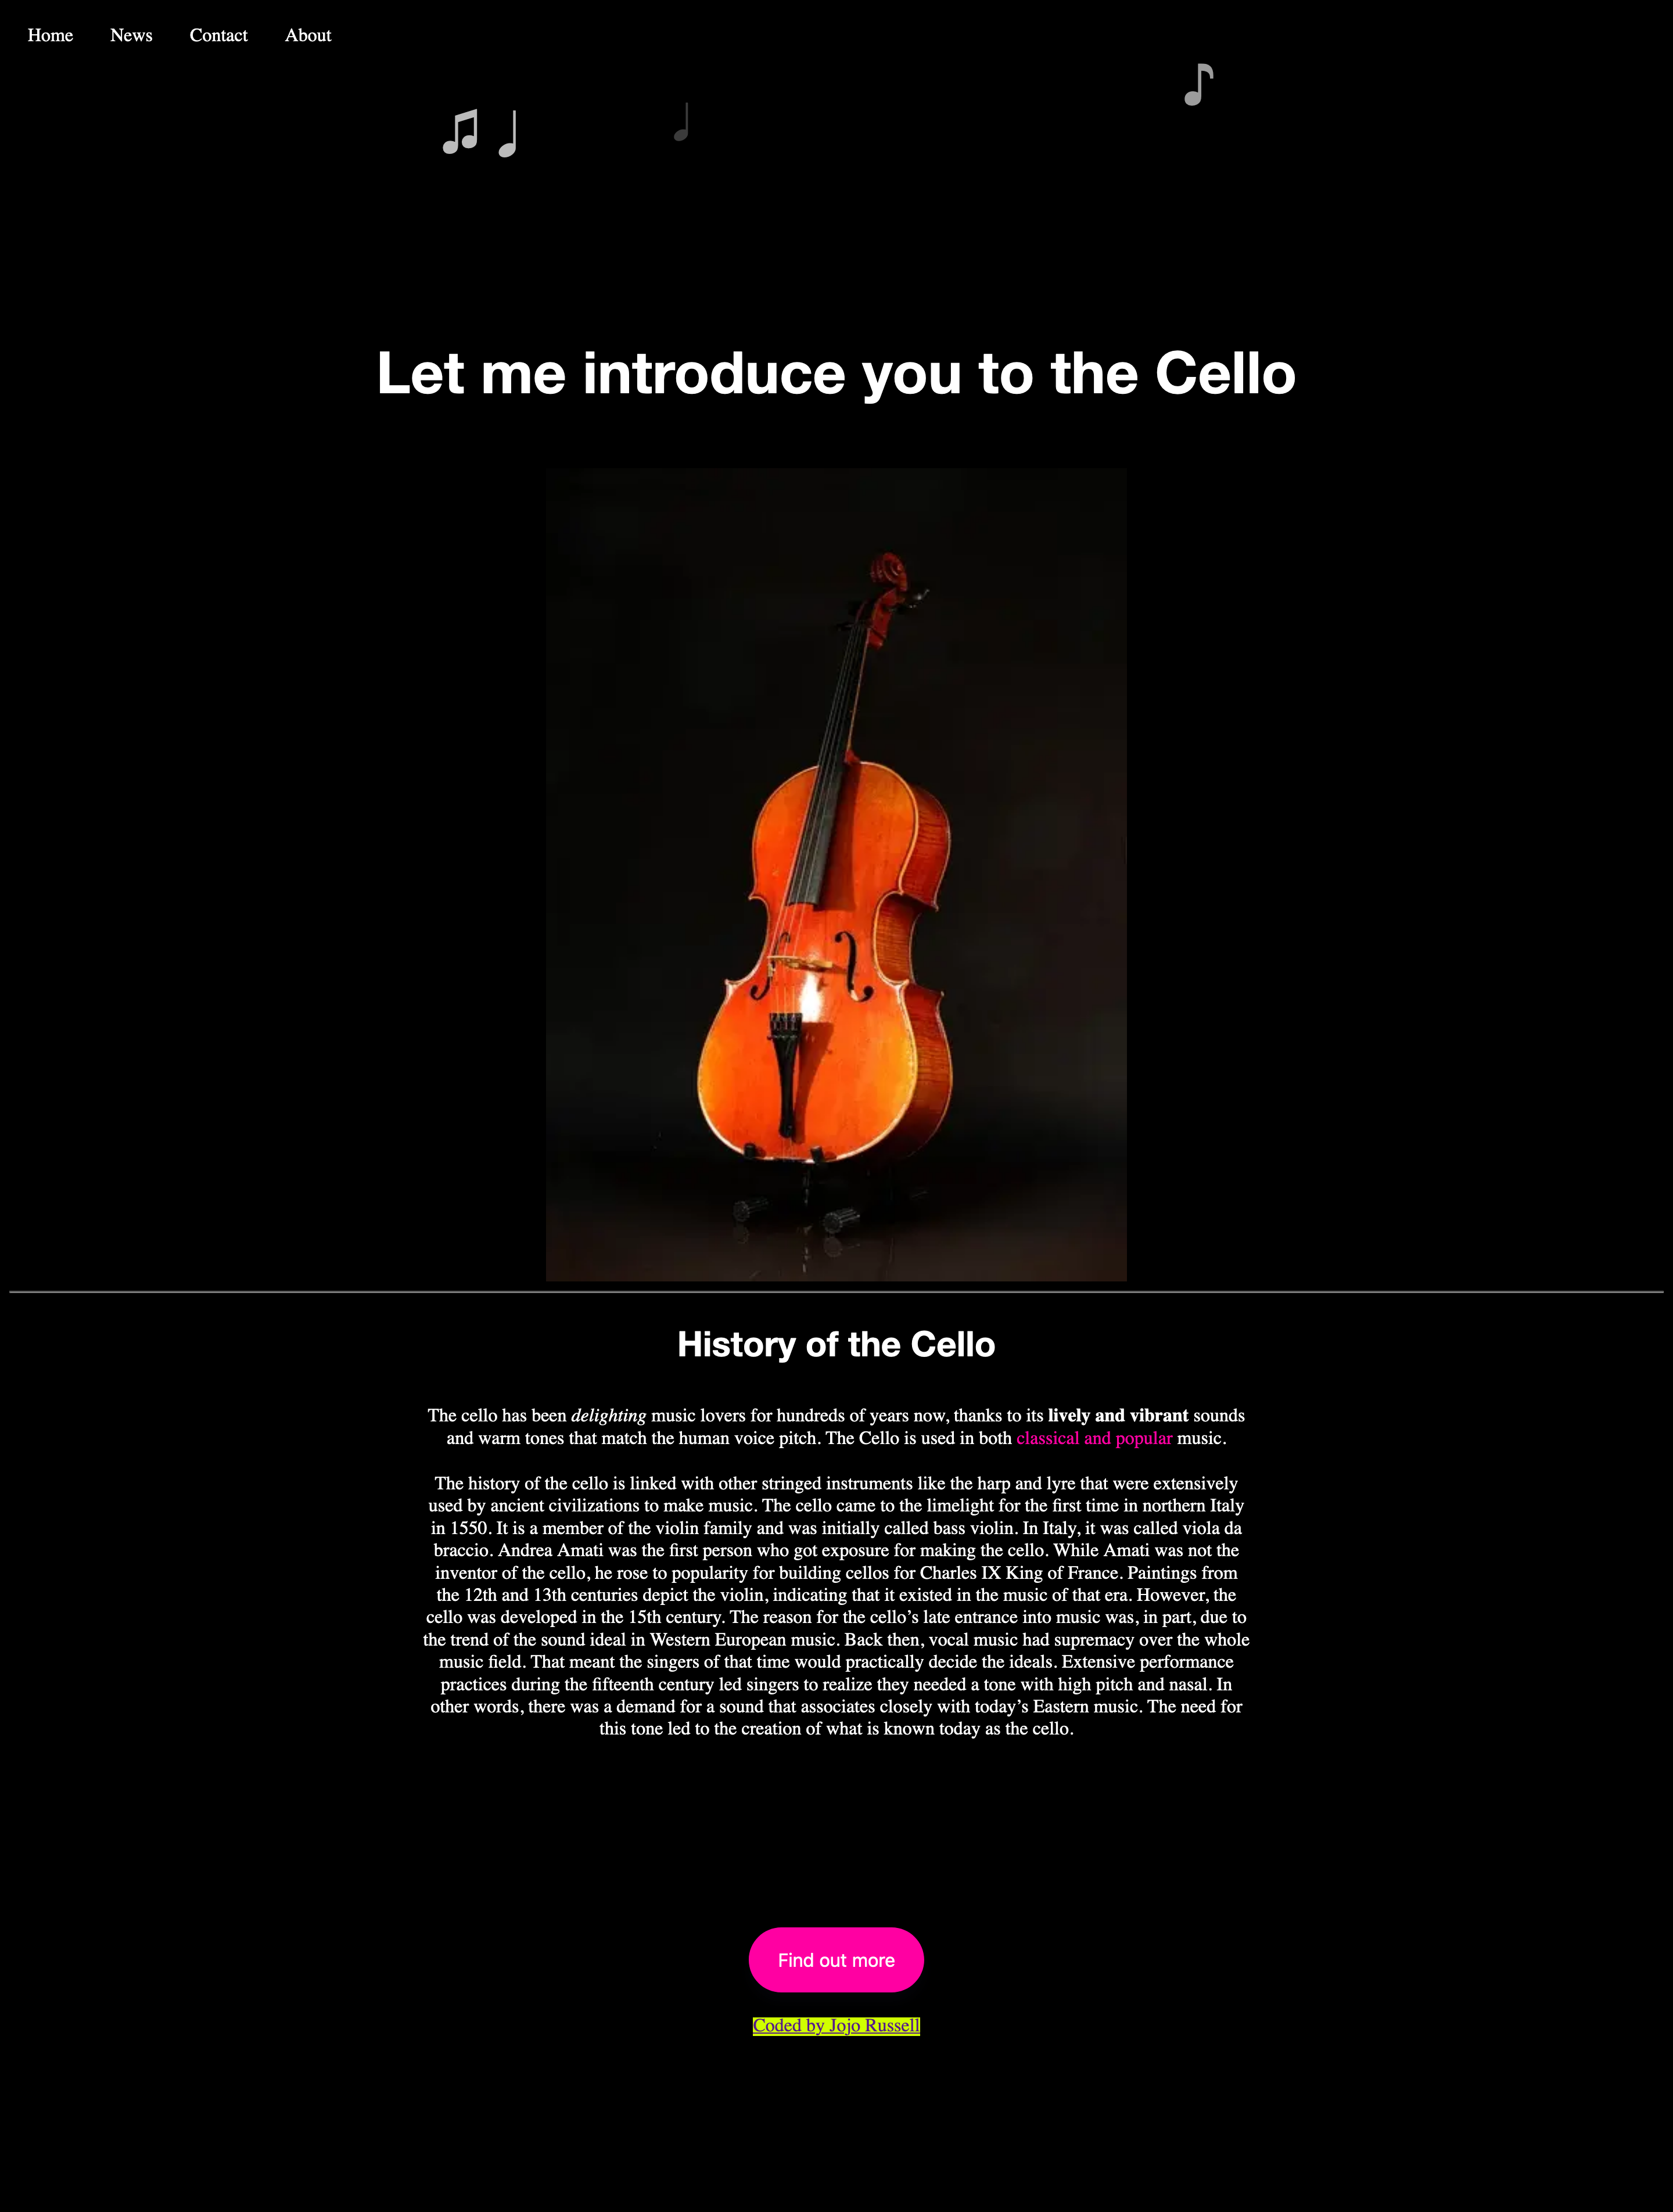 Home News Contact About
Let me introduce you to the Cello
History of the Cello
The cello has been delighting music lovers for hundreds of years now, thanks to its lively and vibrant sounds
and warm tones that match the human voice pitch. The Cello is used in both classical and popular music.
The history of the cello is linked with other stringed instruments like the harp and lyre that were extensively
used by ancient civilizations to make music. The cello came to the limelight for the first time in northern Italy
in 1550. It is a member of the violin family and was initially called bass violin. In Italy, it was called viola da
braccio. Andrea Amati was the first person who got exposure for making the cello. While Amati was not the
inventor of the cello, he rose to popularity for building cellos for Charles IX King of France. Paintings from
the 12th and 13th centuries depict the violin, indicating that it existed in the music of that era. However, the
cello was developed in the 15th century. The reason for the cello’s late entrance into music was, in part, due to
the trend of the sound ideal in Western European music. Back then, vocal music had supremacy over the whole
music field. That meant the singers of that time would practically decide the ideals. Extensive performance
practices during the fifteenth century led singers to realize they needed a tone with high pitch and nasal. In
other words, there was a demand for a sound that associates closely with today’s Eastern music. The need for
this tone led to the creation of what is known today as the cello.
Find out more
Coded by Jojo Russell